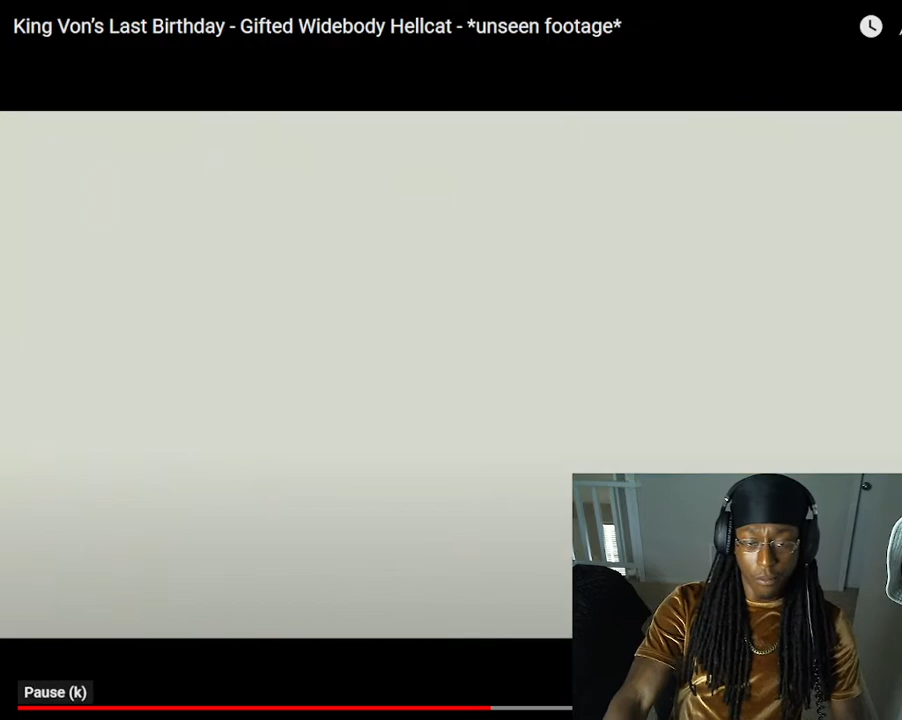 King Von’s Last Birthday - Gifted Widebody Hellcat - *unseen footage*
Pause (k)